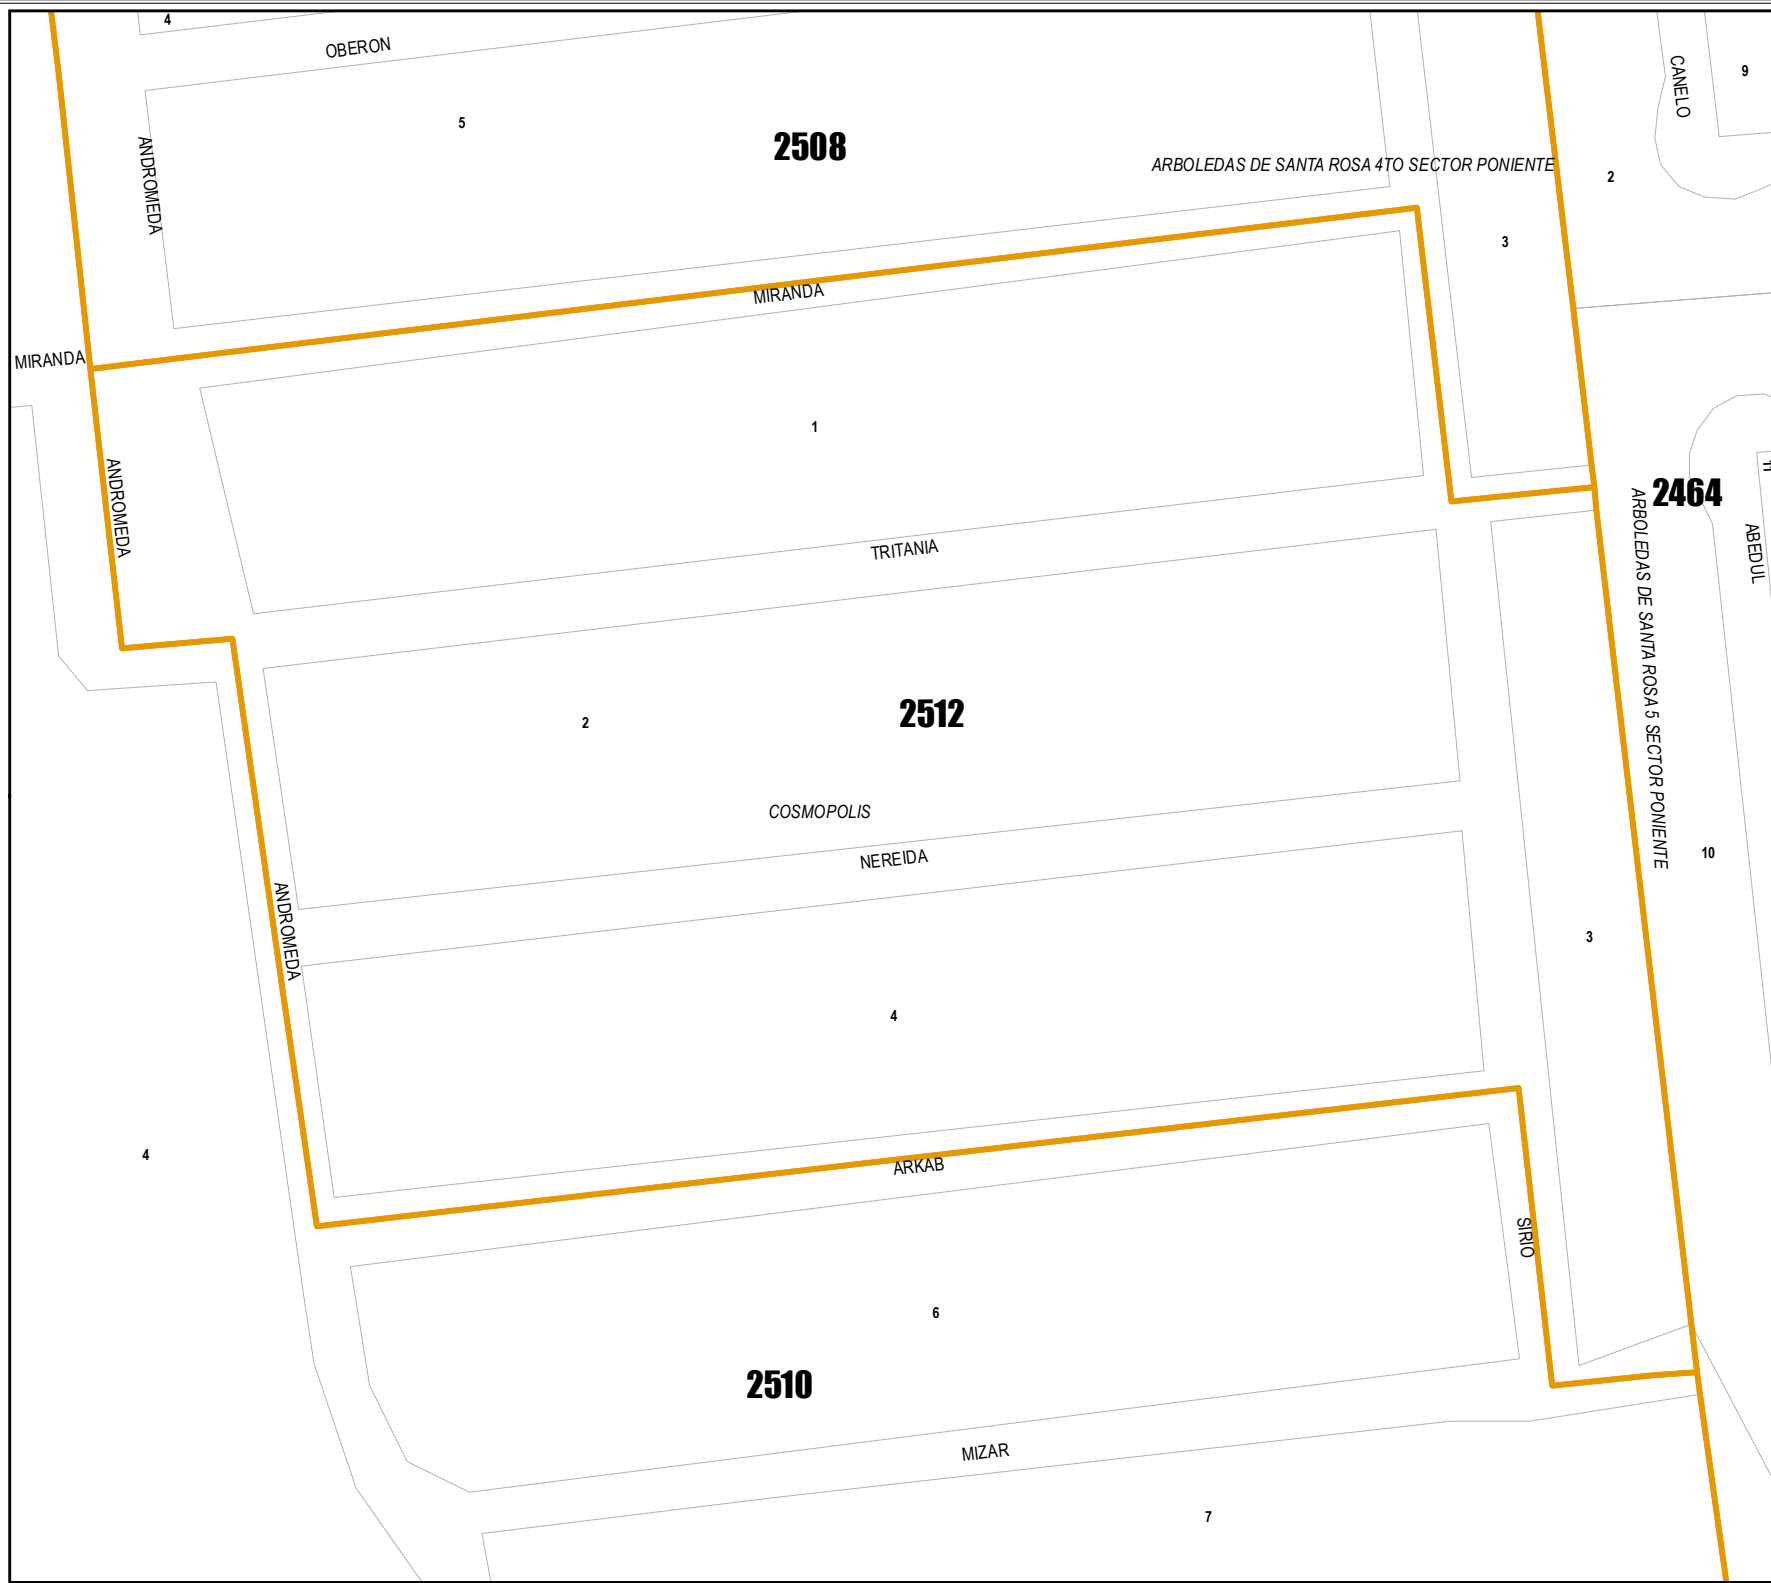 4
OBERON
CANELO
9
5
ANDROMEDA
2508
ARBOLEDAS DE SANTA ROSA 4TO SECTOR PONIENTE
2
3
MIRANDA
MIRANDA
1
ANDROMEDA
2464
TRITANIA
ABEDUL
ARBOLEDAS DE SANTA ROSA 5 SECTOR PONIENTE
2
2512
COSMOPOLIS
NEREIDA
10
ANDROMEDA
3
4
4
ARKAB
SIRIO
6
2510
MIZAR
7